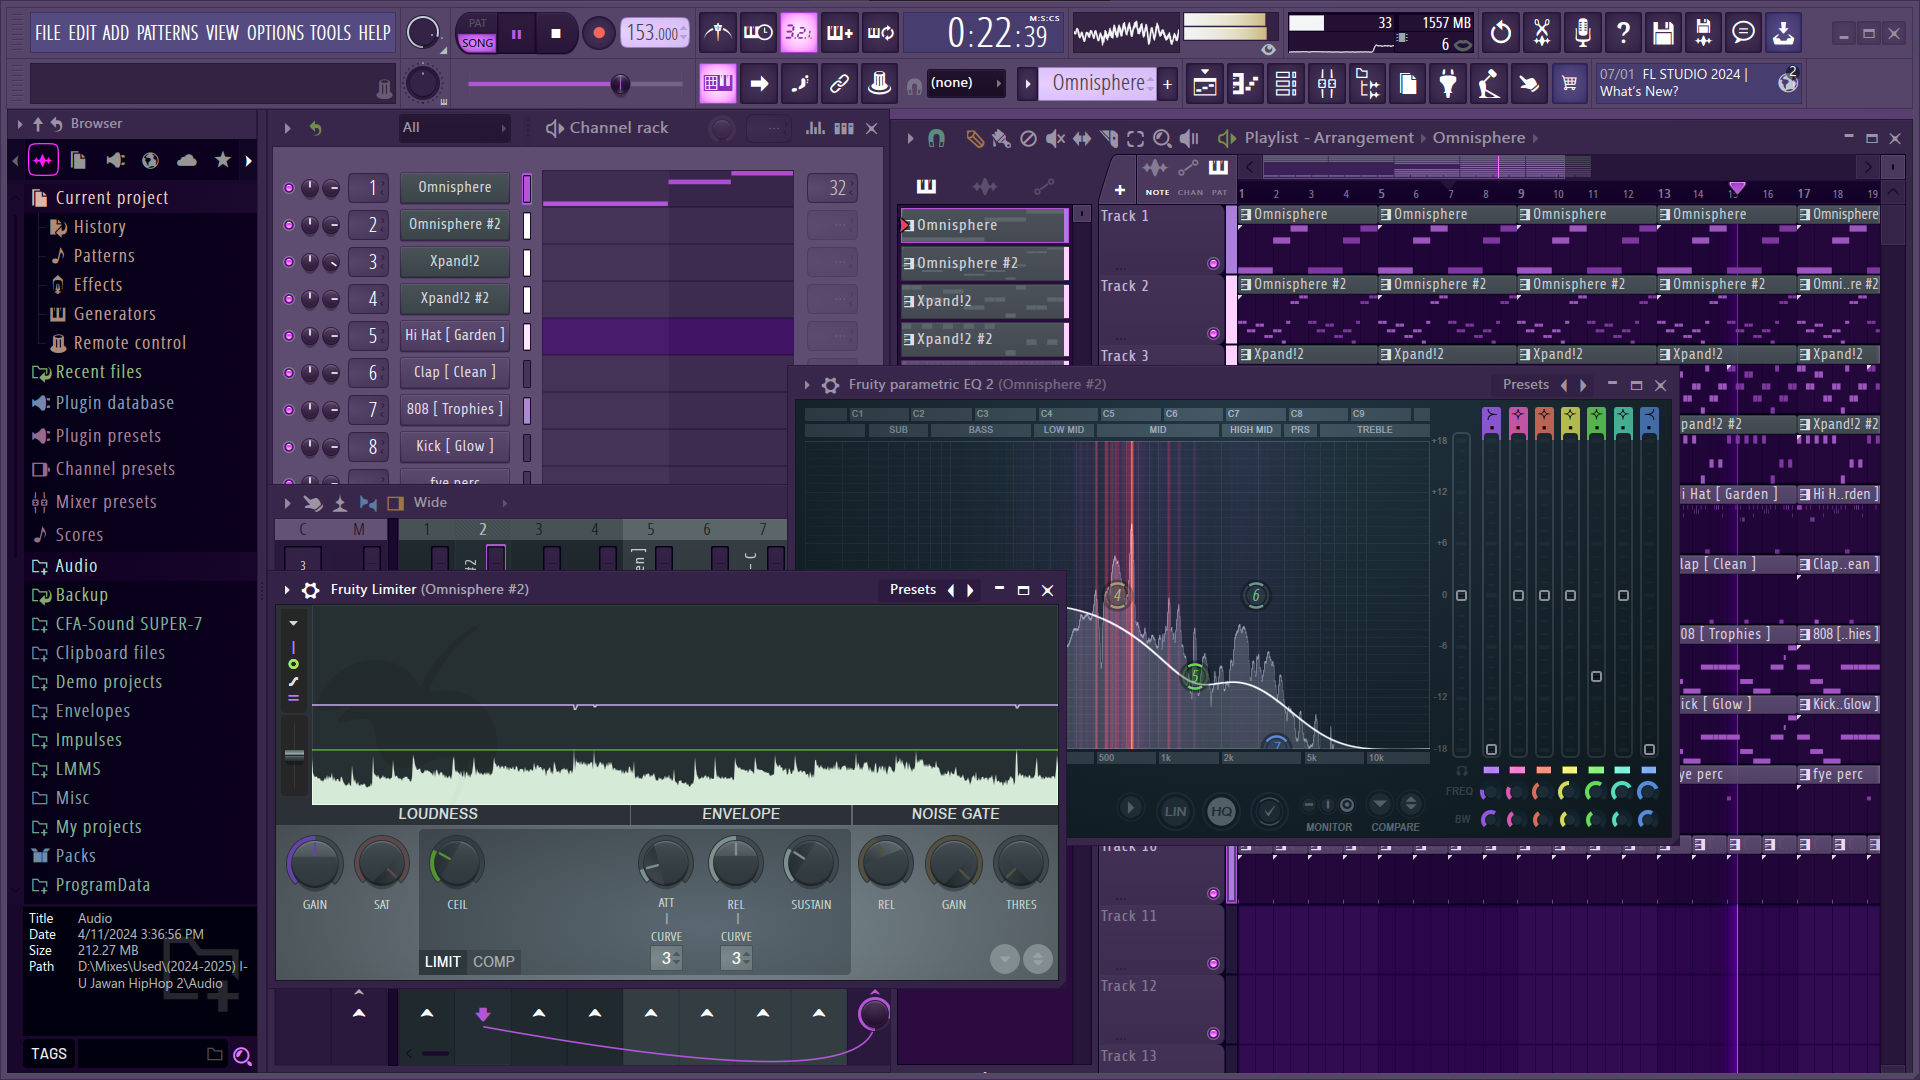 FILE EDIT ADD PATTERNS VIEW OPTIONS TOOLS HELP
PAT
SONG
153.000
3.2.1
0:22:39
M:S:CS
33
1557 MB
6
(none)
Omnisphere
07/01 FL STUDIO 2024 |
What's New?
2
Browser
Current project
History
Patterns
Effects
Generators
Remote control
Recent files
Plugin database
Plugin presets
Channel presets
Mixer presets
Scores
Audio
Backup
CFA-Sound SUPER-7
Clipboard files
Demo projects
Envelopes
Impulses
LMMS
Misc
My projects
Packs
ProgramData
Title Audio
Date 4/11/2024 3:36:56 PM
Size 212.27 MB
Path D:\Mixes\Used\(2024-2025) I-
U Jawan HipHop 2\Audio
TAGS
All
Channel rack
1 Omnisphere 32
2 Omnisphere #2
3 Xpand!2
4 Xpand!2 #2
5 Hi Hat [ Garden ]
6 Clap [ Clean ]
7 808 [ Trophies ]
8 Kick [ Glow ]
fye perc
Wide
C M 1 2 3 4 5 6 7
3
Playlist - Arrangement › Omnisphere ›
NOTE CHAN PAT
1 2 3 4 5 6 7 8 9 10 11 12 13 14 15 16 17 18 19
Omnisphere
Omnisphere #2
Xpand!2
Xpand!2 #2
Track 1
Omnisphere Omnisphere Omnisphere Omnisphere Omnisphere
Track 2
Omnisphere #2 Omnisphere #2 Omnisphere #2 Omnisphere #2 Omni..re #2
Track 3
Xpand!2 Xpand!2 Xpand!2 Xpand!2 Xpand!2
pand!2 #2 Xpand!2 #2
i Hat [ Garden ] Hi H..rden ]
lap [ Clean ] Clap..ean ]
08 [ Trophies ] 808 [..hies ]
ick [ Glow ] Kick..Glow ]
ye perc fye perc
Track 10
Track 11
Track 12
Track 13
Fruity parametric EQ 2 (Omnisphere #2)
Presets
C1 C2 C3 C4 C5 C6 C7 C8 C9
SUB BASS LOW MID MID HIGH MID PRS TREBLE
+18
+12
+6
0
-6
-12
-18
4
6
5
7
500 1k 2k 5k 10k
LIN
HQ
MONITOR
COMPARE
FREQ
BW
Fruity Limiter (Omnisphere #2)
Presets
LOUDNESS ENVELOPE NOISE GATE
GAIN SAT CEIL ATT REL SUSTAIN REL GAIN THRES
CURVE CURVE
3 3
LIMIT COMP